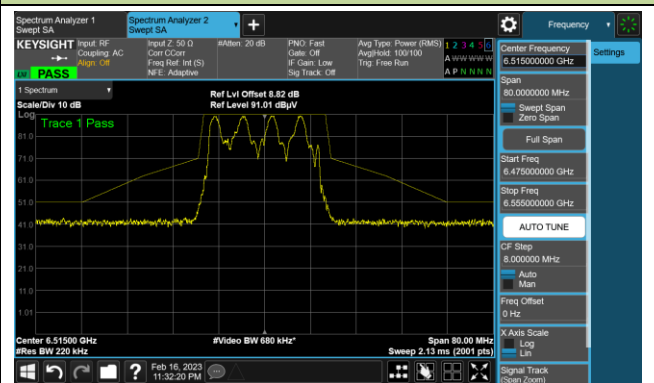 Spectrum Analyzer 1
Swept SA
Spectrum Analyzer 2
Swept SA
Frequency
KEYSIGHT
Input: RF
Coupling: AC
Align: Off
Input Z: 50 Ω
Corr CCorr
Freq Ref: Int (S)
NFE: Adaptive
#Atten: 20 dB
PNO: Fast
Gate: Off
IF Gain: Low
Sig Track: Off
Avg Type: Power (RMS)
Avg|Hold: 100/100
Trig: Free Run
1 2 3 4 5 6
A W W W W W
A P N N N N
PASS
1 Spectrum
Scale/Div 10 dB
Ref Lvl Offset 8.82 dB
Ref Level 91.01 dBµV
Log
Trace 1 Pass
81.0
71.0
61.0
51.0
41.0
31.0
21.0
11.0
1.01
Center 6.51500 GHz
#Res BW 220 kHz
#Video BW 680 kHz*
Span 80.00 MHz
Sweep 2.13 ms (2001 pts)
Feb 16, 2023
11:32:20 PM
Center Frequency
6.515000000 GHz
Settings
Span
80.0000000 MHz
Swept Span
Zero Span
Full Span
Start Freq
6.475000000 GHz
Stop Freq
6.555000000 GHz
AUTO TUNE
CF Step
8.000000 MHz
Auto
Man
Freq Offset
0 Hz
X Axis Scale
Log
Lin
Signal Track
(Span Zoom)